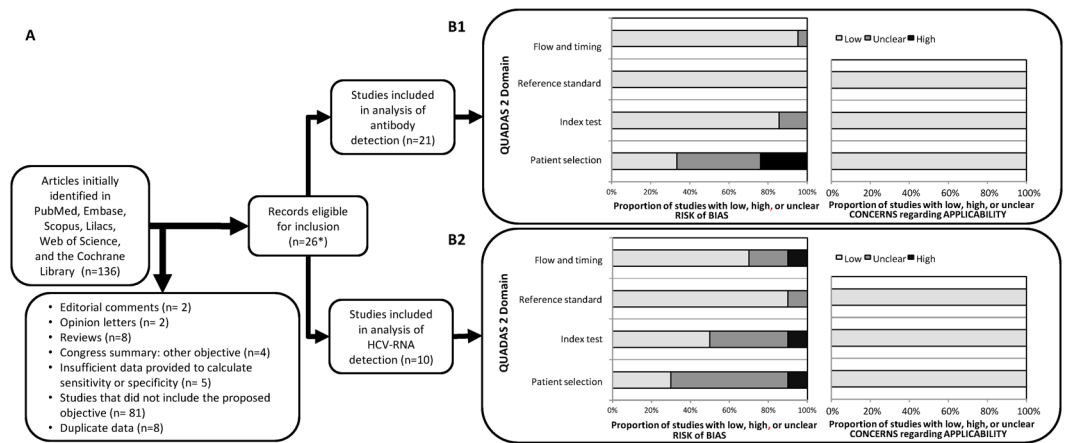 A
Articles initially
identified in
PubMed, Embase,
Scopus, Lilacs,
Web of Science,
and the Cochrane
Library (n=136)
• Editorial comments (n= 2)
• Opinion letters (n= 2)
• Reviews (n=8)
• Congress summary: other objective (n=4)
• Insufficient data provided to calculate
sensitivity or specificity (n= 5)
• Studies that did not include the proposed
objective (n= 81)
• Duplicate data (n=8)
Records eligible
for inclusion
(n=26*)
Studies included
in analysis of
antibody
detection (n=21)
Studies included
in analysis of
HCV-RNA
detection (n=10)
B1
QUADAS 2 Domain
Flow and timing
Reference standard
Index test
Patient selection
0% 20% 40% 60% 80% 100%
Proportion of studies with low, high, or unclear
RISK of BIAS
Low Unclear High
0% 20% 40% 60% 80% 100%
Proportion of studies with low, high, or unclear
CONCERNS regarding APPLICABILITY
B2
QUADAS 2 Domain
Flow and timing
Reference standard
Index test
Patient selection
0% 20% 40% 60% 80% 100%
Proportion of studies with low, high, or unclear
RISK of BIAS
Low Unclear High
0% 20% 40% 60% 80% 100%
Proportion of studies with low, high, or unclear
CONCERNS regarding APPLICABILITY